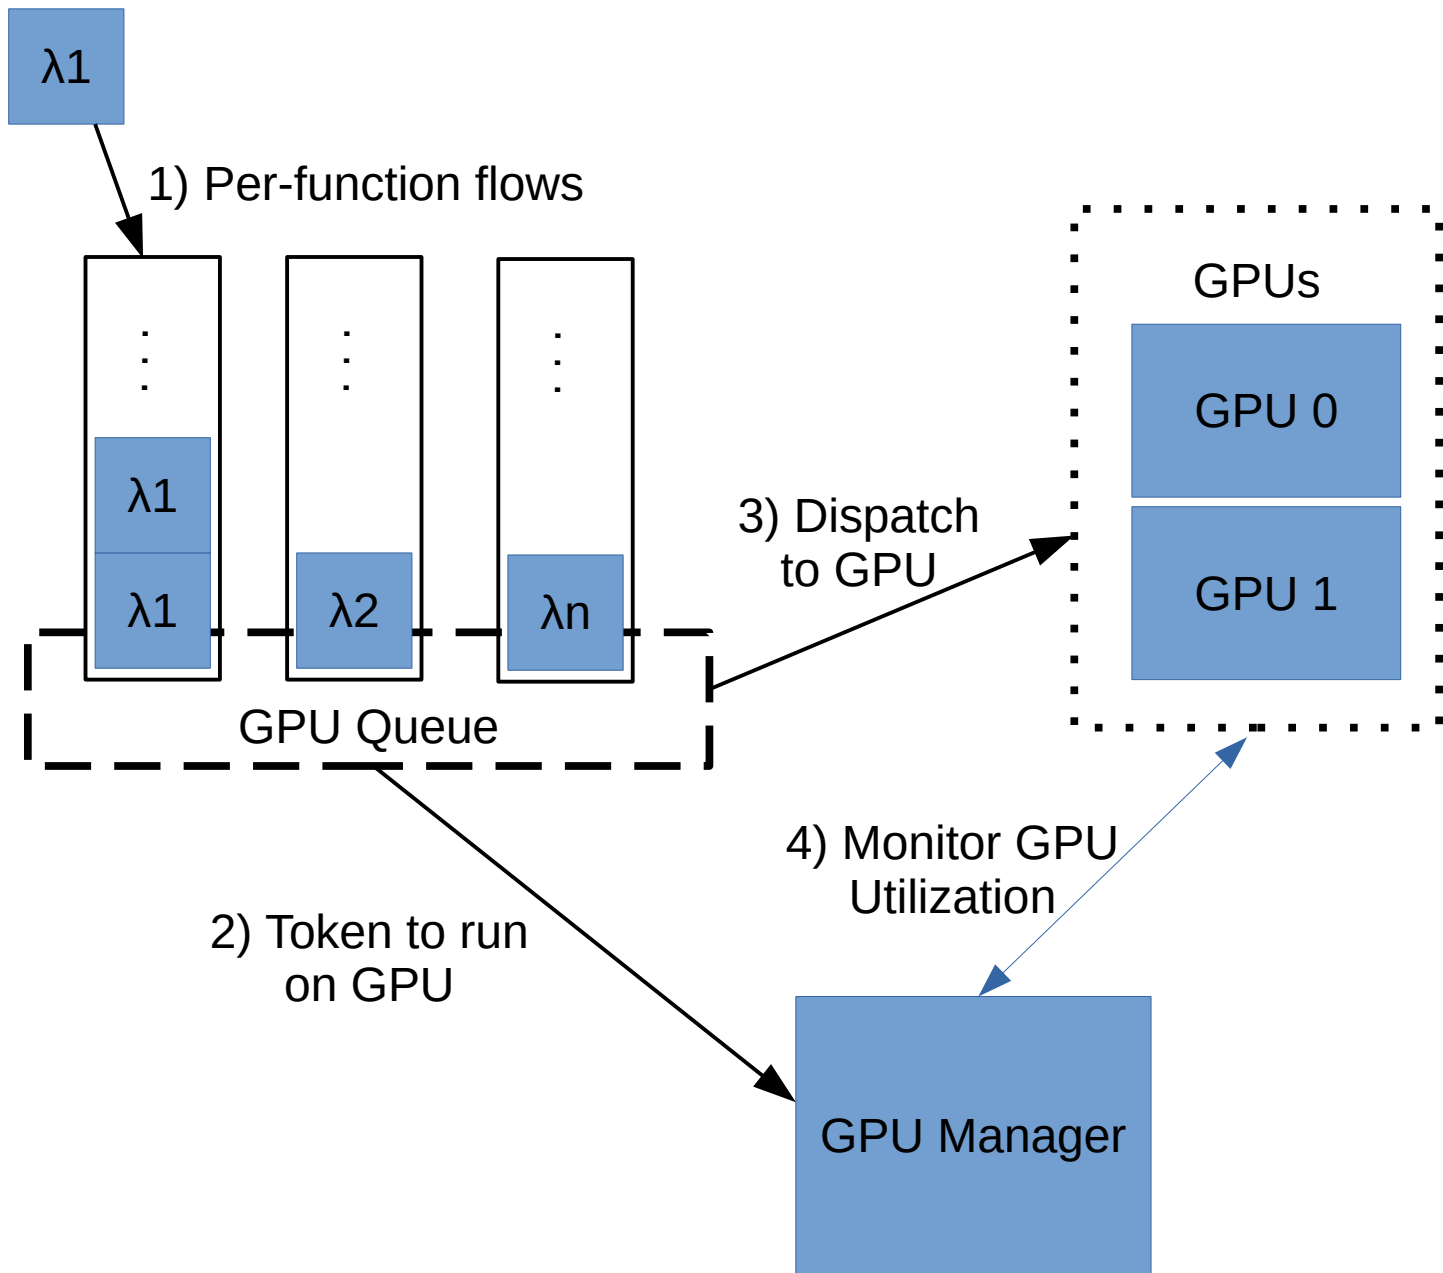 λ1
1) Per-function flows
λ1
λ1
λ2
λn
GPU Queue
GPUs
GPU 0
GPU 1
3) Dispatch
to GPU
2) Token to run
on GPU
4) Monitor GPU
Utilization
GPU Manager